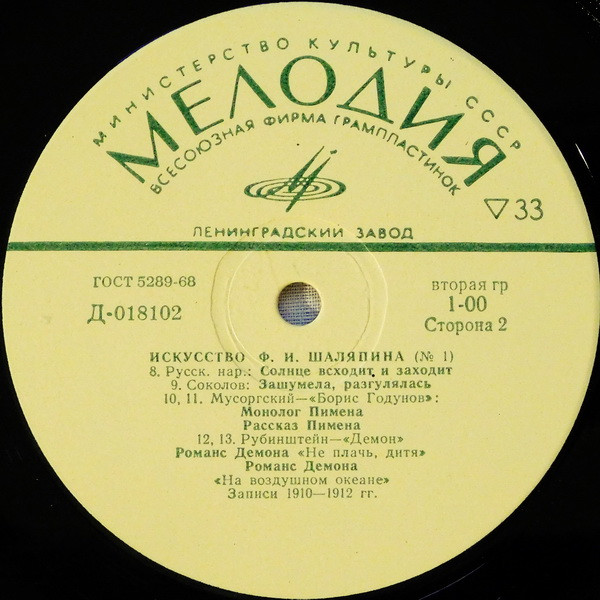 МИНИСТЕРСТВО КУЛЬТУРЫ СССР
МЕЛОДИЯ
ВСЕСОЮЗНАЯ ФИРМА ГРАМПЛАСТИНОК
▽33
ЛЕНИНГРАДСКИЙ ЗАВОД
ГОСТ 5289-68
Д-018102
вторая гр
1-00
Сторона 2
ИСКУССТВО Ф. И. ШАЛЯПИНА (№ 1)
8. Русск. нар.: Солнце всходит и заходит
9. Соколов: Зашумела, разгулялась
10, 11. Мусоргский—«Борис Годунов»:
Монолог Пимена
Рассказ Пимена
12, 13. Рубинштейн—«Демон»
Романс Демона «Не плачь, дитя»
Романс Демона
«На воздушном океане»
Записи 1910—1912 гг.